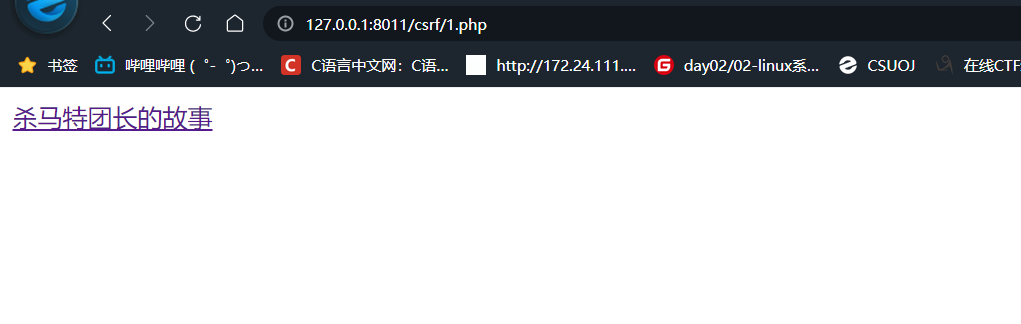 127.0.0.1:8011/csrf/1.php
书签 哔哩哔哩 (゜-゜)つ... C语言中文网：C语... http://172.24.111.... day02/02-linux系... CSUOJ 在线CTF
杀马特团长的故事